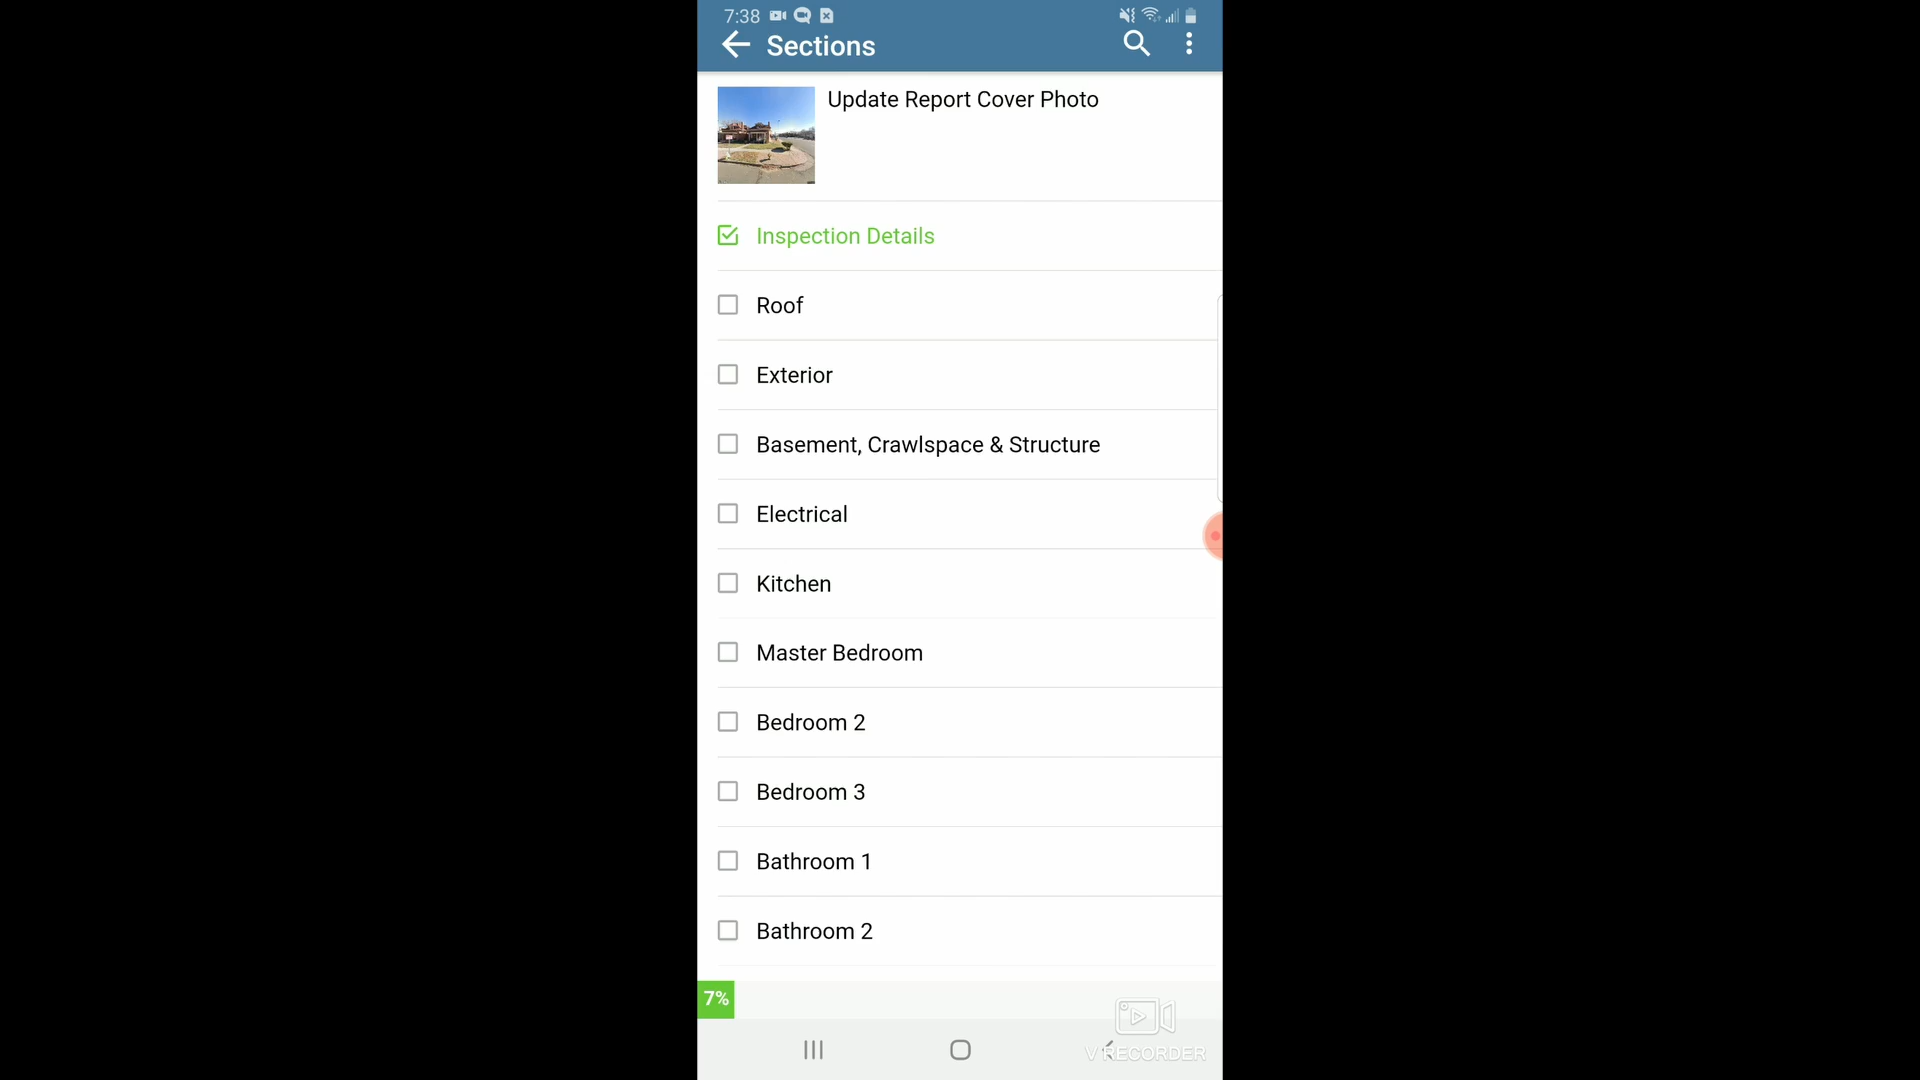 7:38
Sections
Update Report Cover Photo
Inspection Details
Roof
Exterior
Basement, Crawlspace & Structure
Electrical
Kitchen
Master Bedroom
Bedroom 2
Bedroom 3
Bathroom 1
Bathroom 2
7%
V RECORDER